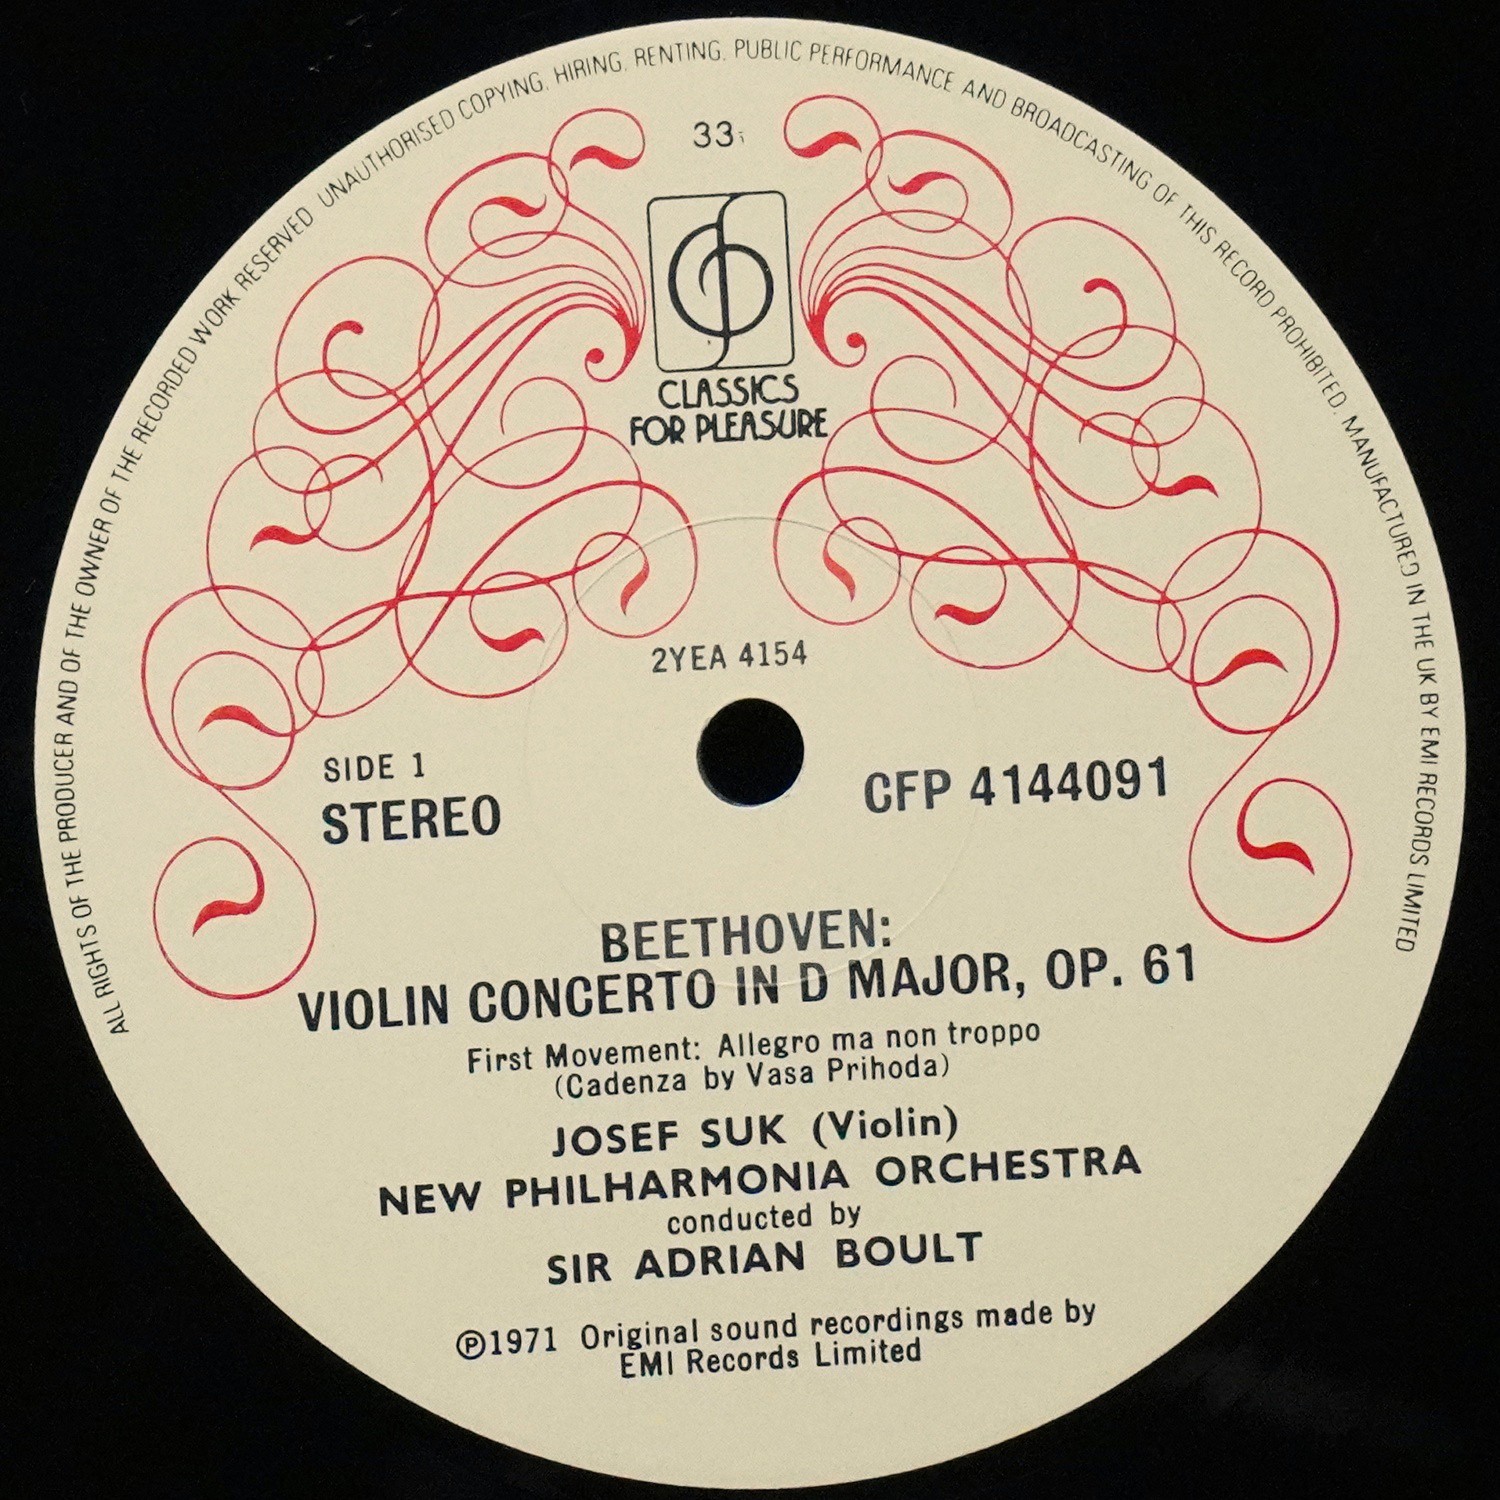 ALL RIGHTS OF THE PRODUCER AND OF THE OWNER OF THE RECORDED WORK RESERVED UNAUTHORISED COPYING, HIRING, RENTING, PUBLIC PERFORMANCE AND BROADCASTING OF THIS RECORD PROHIBITED. MANUFACTURED IN THE UK BY EMI RECORDS LIMITED
33
CLASSICS
FOR PLEASURE
2YEA 4154
SIDE 1
STEREO
CFP 4144091
BEETHOVEN:
VIOLIN CONCERTO IN D MAJOR, OP. 61
First Movement: Allegro ma non troppo
(Cadenza by Vasa Prihoda)
JOSEF SUK (Violin)
NEW PHILHARMONIA ORCHESTRA
conducted by
SIR ADRIAN BOULT
℗1971 Original sound recordings made by
EMI Records Limited